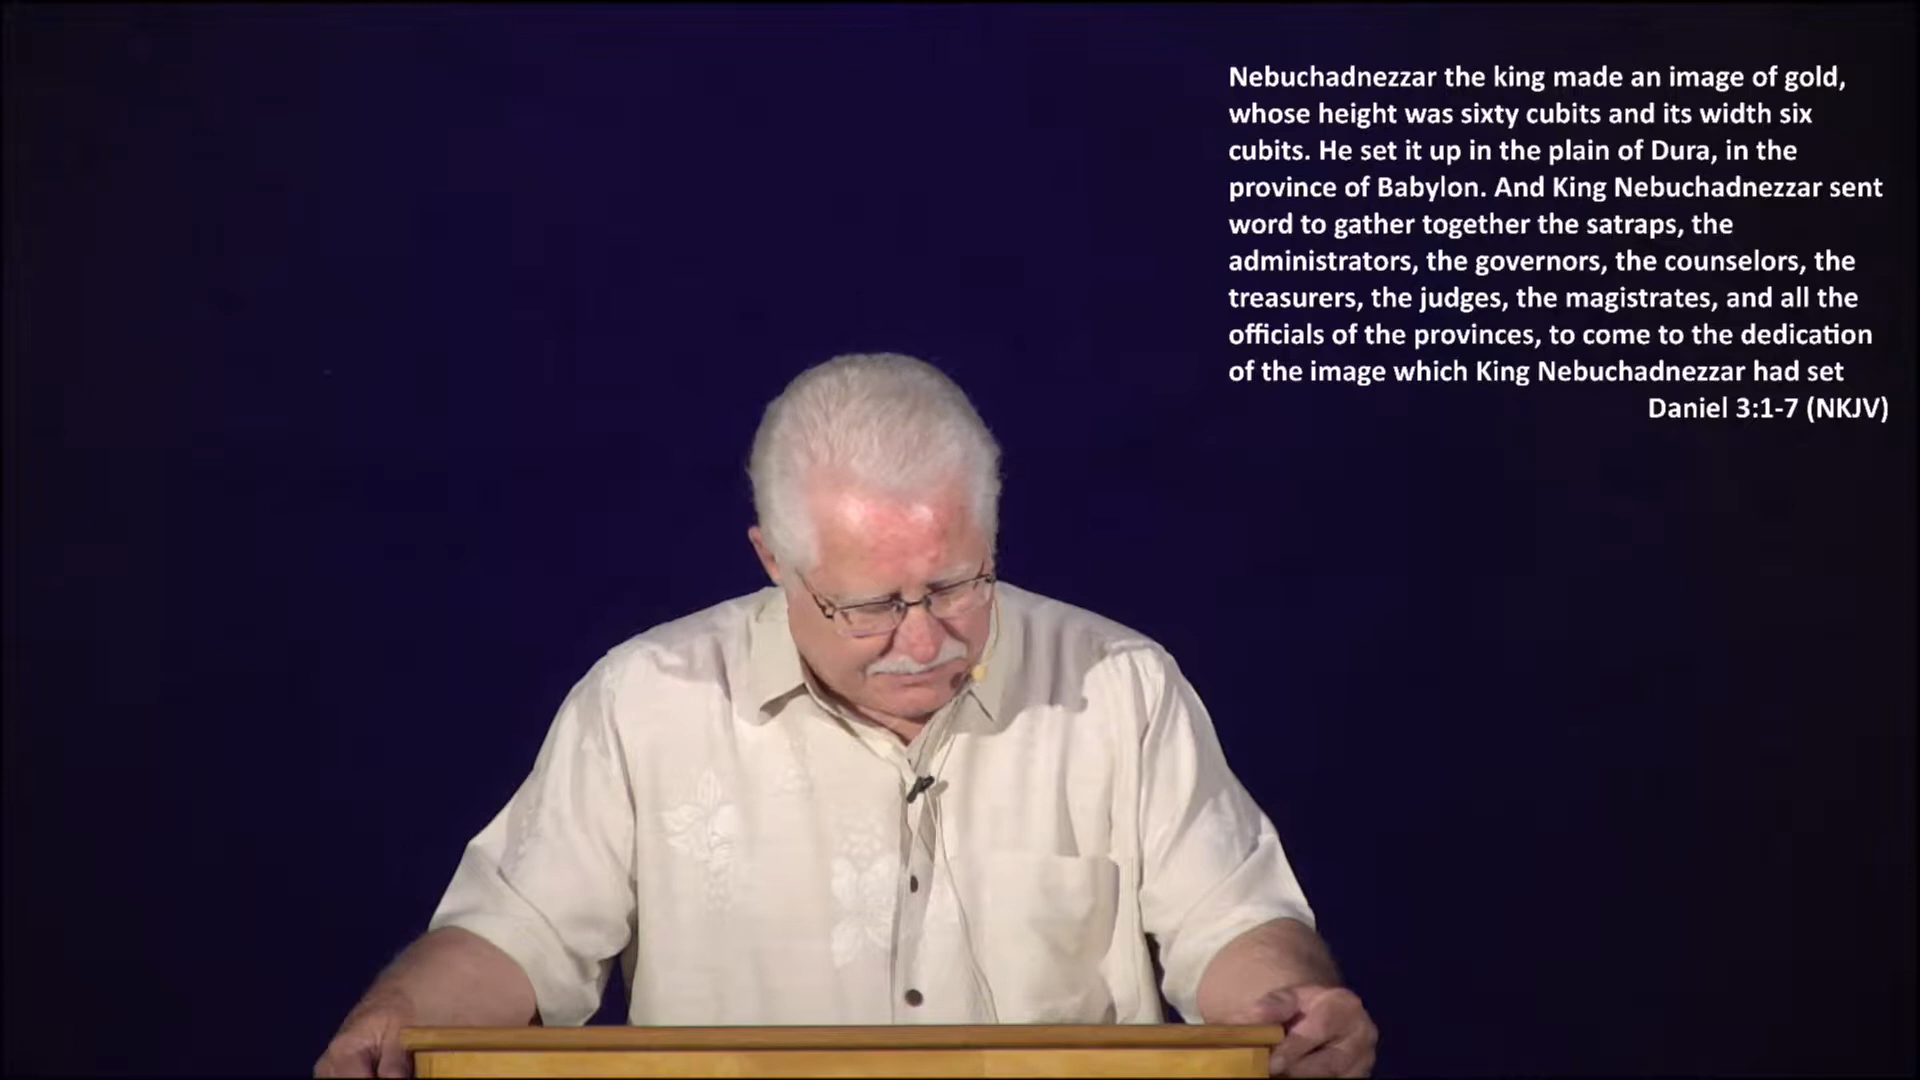 Nebuchadnezzar the king made an image of gold,
whose height was sixty cubits and its width six
cubits. He set it up in the plain of Dura, in the
province of Babylon. And King Nebuchadnezzar sent
word to gather together the satraps, the
administrators, the governors, the counselors, the
treasurers, the judges, the magistrates, and all the
officials of the provinces, to come to the dedication
of the image which King Nebuchadnezzar had set
Daniel 3:1-7 (NKJV)